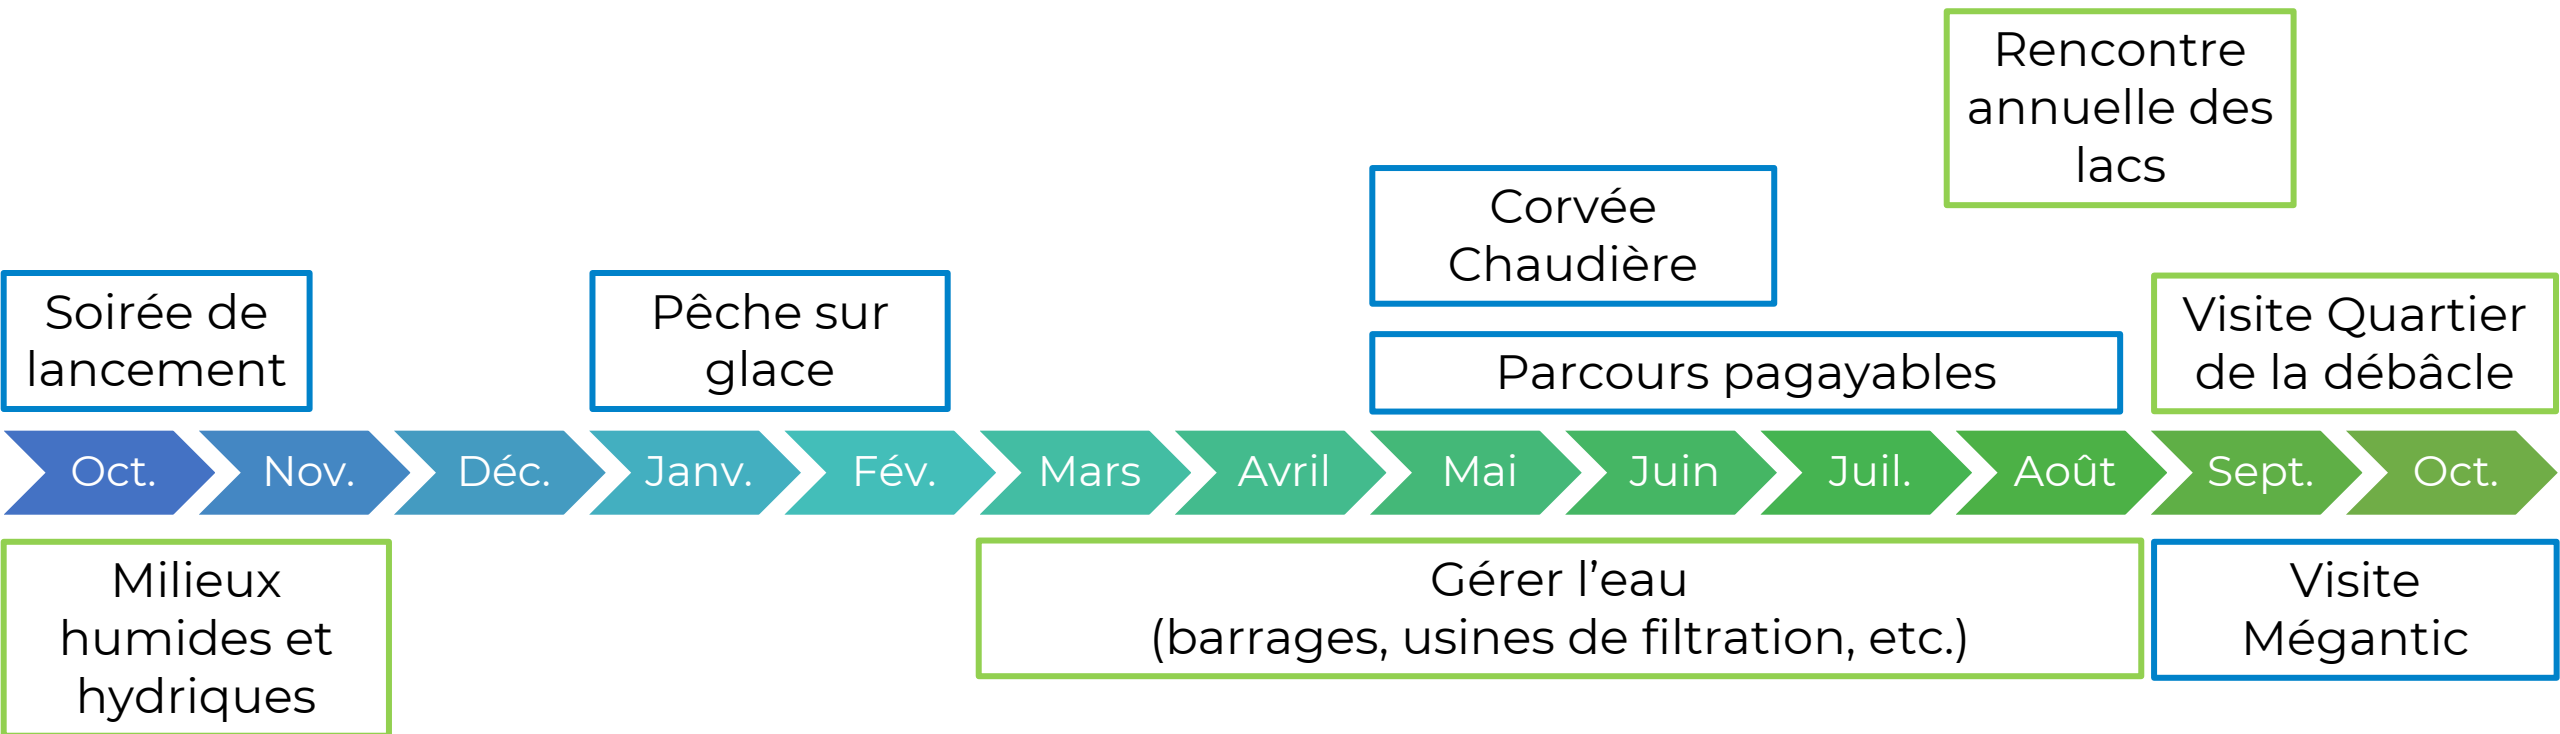 Rencontre
annuelle des
lacs
Corvée
Chaudière
Soirée de
lancement
Pêche sur
glace
Parcours pagayables
Visite Quartier
de la débâcle
Oct.
Nov.
Déc.
Janv.
Fév.
Mars
Avril
Mai
Juin
Juil.
Août
Sept.
Oct.
Milieux
humides et
hydriques
Gérer l’eau
(barrages, usines de filtration, etc.)
Visite
Mégantic